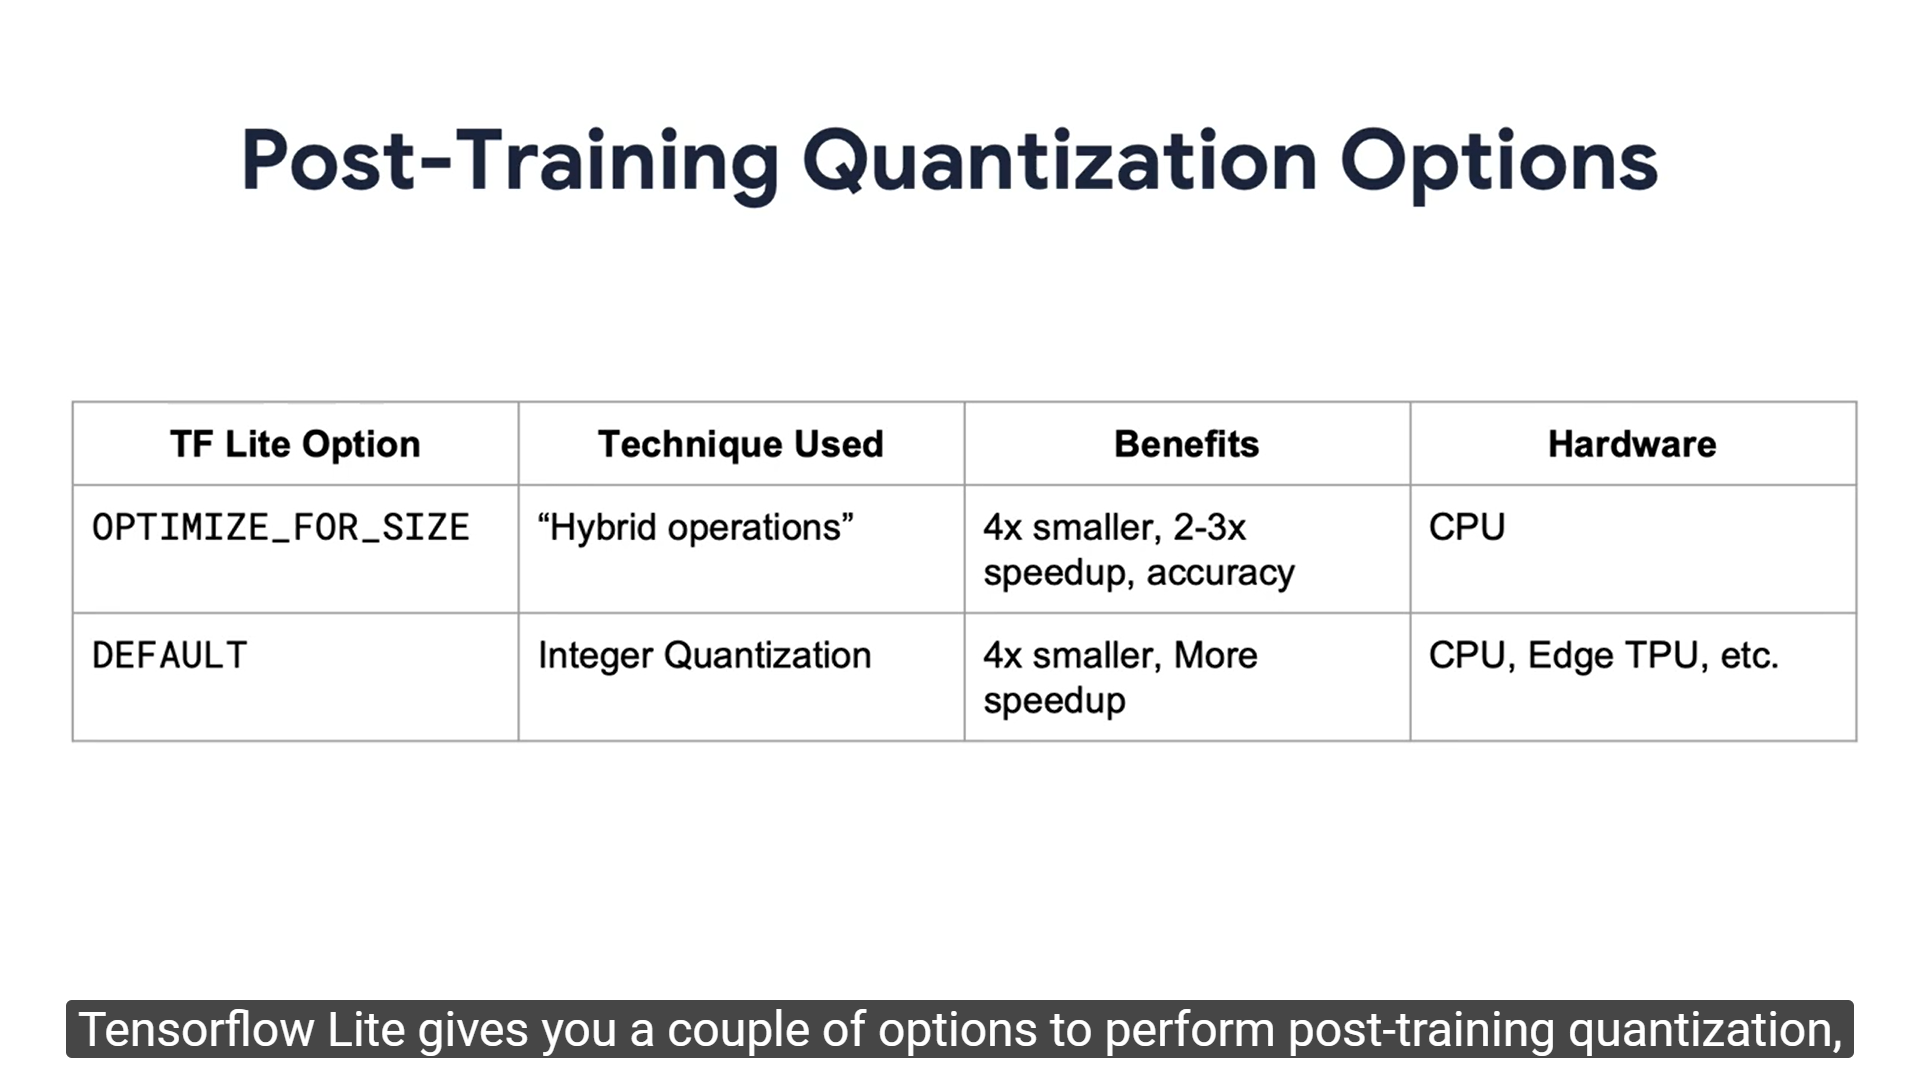 Post-Training Quantization Options
TF Lite Option
Technique Used
Benefits
Hardware
OPTIMIZE_FOR_SIZE
“Hybrid operations”
4x smaller, 2-3x
speedup, accuracy
CPU
DEFAULT
Integer Quantization
4x smaller, More
speedup
CPU, Edge TPU, etc.
Tensorflow Lite gives you a couple of options to perform post-training quantization,